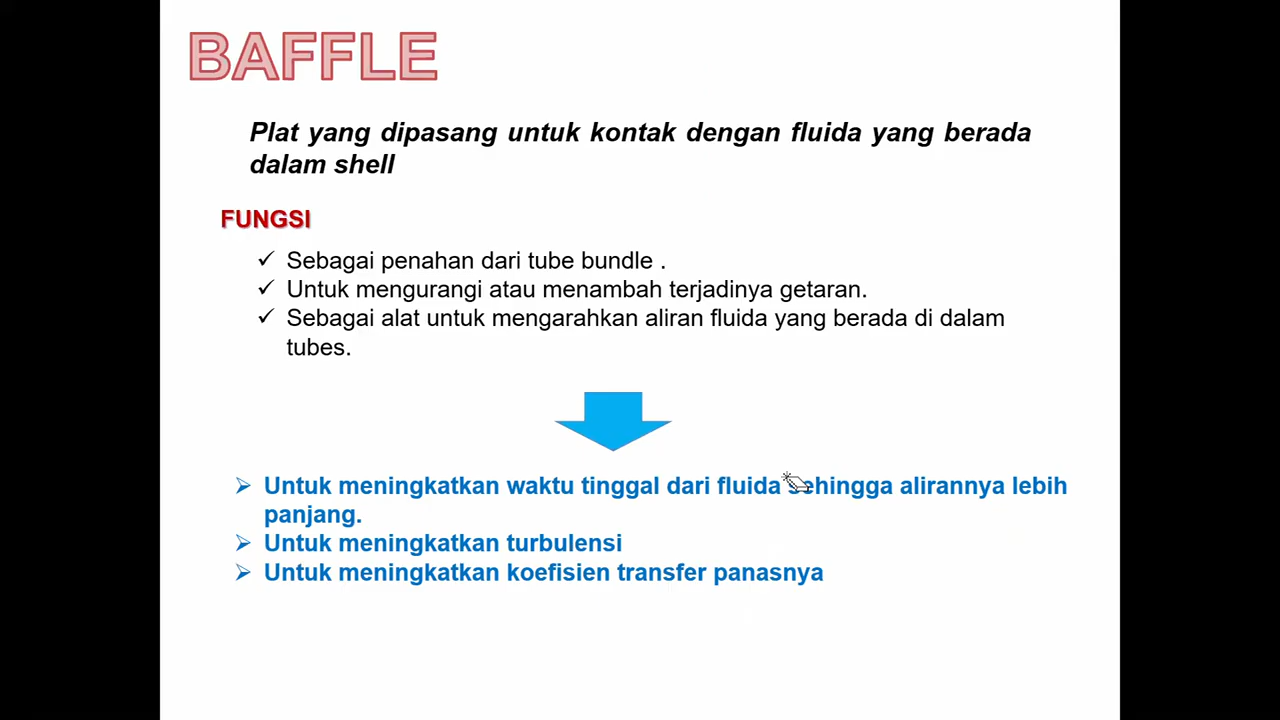 BAFFLE
Plat yang dipasang untuk kontak dengan fluida yang berada
dalam shell
FUNGSI
✓ Sebagai penahan dari tube bundle .
✓ Untuk mengurangi atau menambah terjadinya getaran.
✓ Sebagai alat untuk mengarahkan aliran fluida yang berada di dalam
tubes.
➢ Untuk meningkatkan waktu tinggal dari fluida sehingga alirannya lebih
panjang.
➢ Untuk meningkatkan turbulensi
➢ Untuk meningkatkan koefisien transfer panasnya